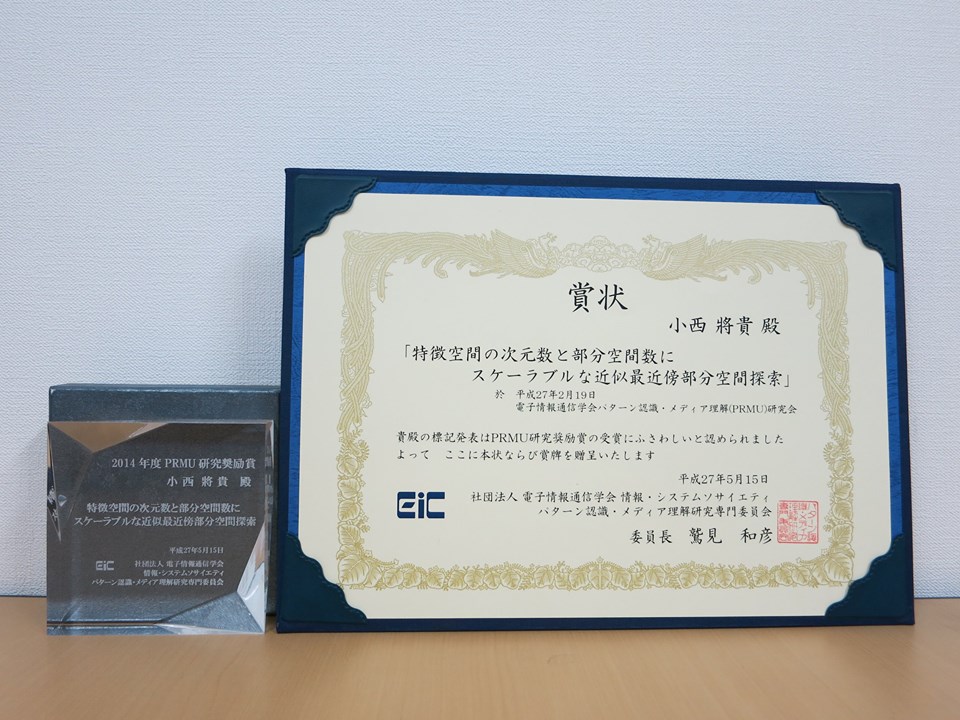 賞状
小西 將貴 殿
「特徴空間の次元数と部分空間数に
スケーラブルな近似最近傍部分空間探索」
於 平成27年2月19日
電子情報通信学会パターン認識・メディア理解(PRMU)研究会
貴殿の標記発表はPRMU研究奨励賞の受賞にふさわしいと認められました
よって ここに本状ならび賞牌を贈呈いたします
平成27年5月15日
EiC
社団法人 電子情報通信学会 情報・システムソサイエティ
パターン認識・メディア理解研究専門委員会
委員長 鷲見 和彦
2014年度 PRMU 研究奨励賞
小西 將貴 殿
特徴空間の次元数と部分空間数に
スケーラブルな近似最近傍部分空間探索
平成27年5月15日
EiC
社団法人 電子情報通信学会
情報・システムソサイエティ
パターン認識・メディア理解研究専門委員会